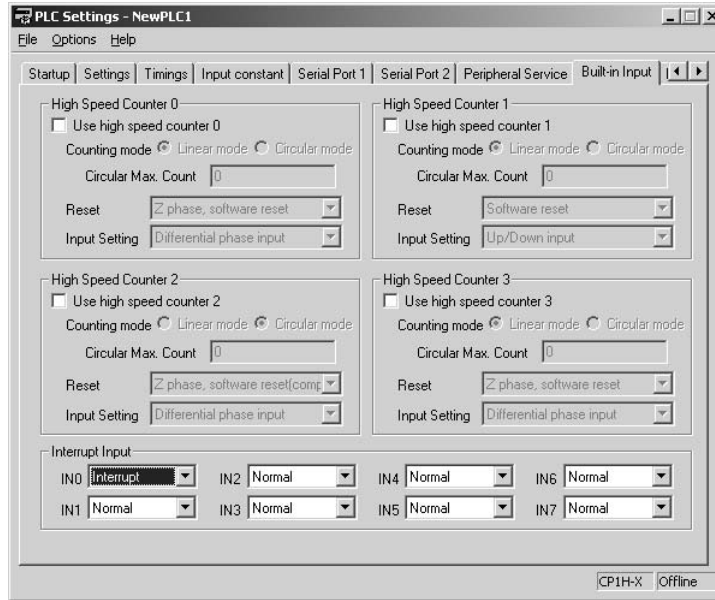 PLC Settings - NewPLC1
File Options Help
Startup Settings Timings Input constant Serial Port 1 Serial Port 2 Peripheral Service Built-in Input
High Speed Counter 0
Use high speed counter 0
Counting mode Linear mode Circular mode
Circular Max. Count 0
Reset Z phase, software reset
Input Setting Differential phase input
High Speed Counter 1
Use high speed counter 1
Counting mode Linear mode Circular mode
Circular Max. Count 0
Reset Software reset
Input Setting Up/Down input
High Speed Counter 2
Use high speed counter 2
Counting mode Linear mode Circular mode
Circular Max. Count 0
Reset Z phase, software reset(comp
Input Setting Differential phase input
High Speed Counter 3
Use high speed counter 3
Counting mode Linear mode Circular mode
Circular Max. Count 0
Reset Z phase, software reset
Input Setting Differential phase input
Interrupt Input
IN0 Interrupt IN2 Normal IN4 Normal IN6 Normal
IN1 Normal IN3 Normal IN5 Normal IN7 Normal
CP1H-X Offline